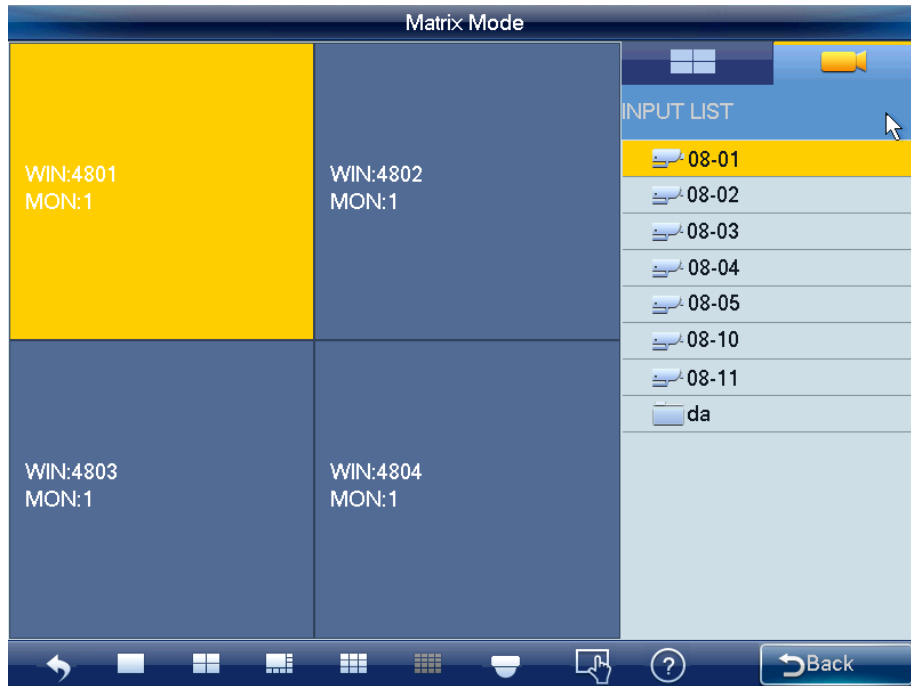 Matrix Mode
WIN:4801
MON:1
WIN:4802
MON:1
WIN:4803
MON:1
WIN:4804
MON:1
INPUT LIST
08-01
08-02
08-03
08-04
08-05
08-10
08-11
da
?
Back